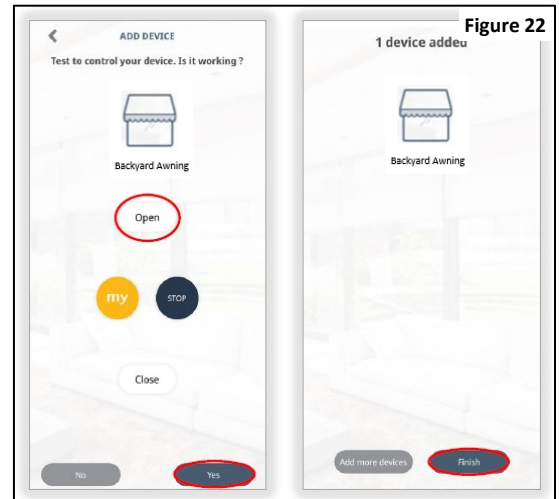 Figure 22
ADD DEVICE
Test to control your device. Is it working ?
Backyard Awning
Open
my
STOP
Close
No
Yes
1 device added
Backyard Awning
Add more devices
Finish